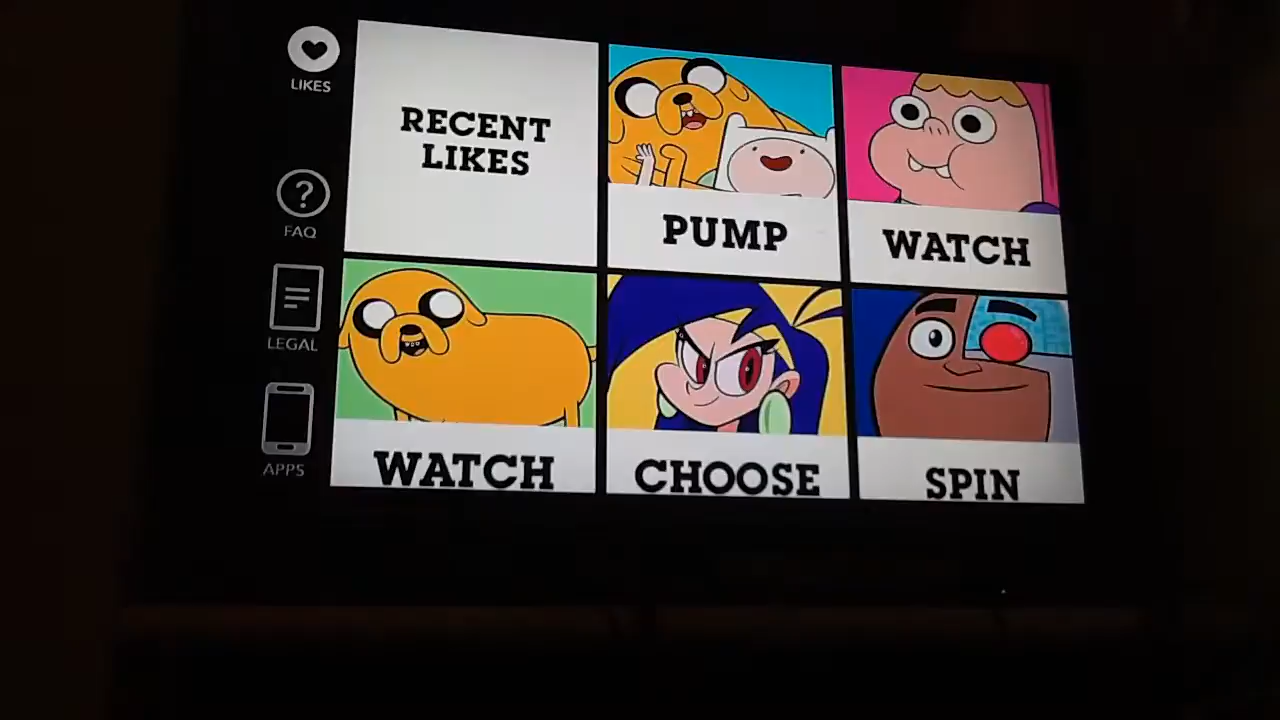 LIKES
FAQ
LEGAL
APPS
RECENT
LIKES
PUMP
WATCH
WATCH
CHOOSE
SPIN